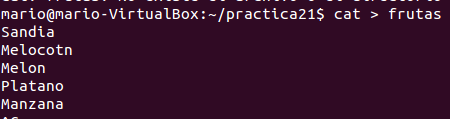 mario@mario-VirtualBox:~/practica21$ cat > frutas
Sandia
Melocotn
Melon
Platano
Manzana